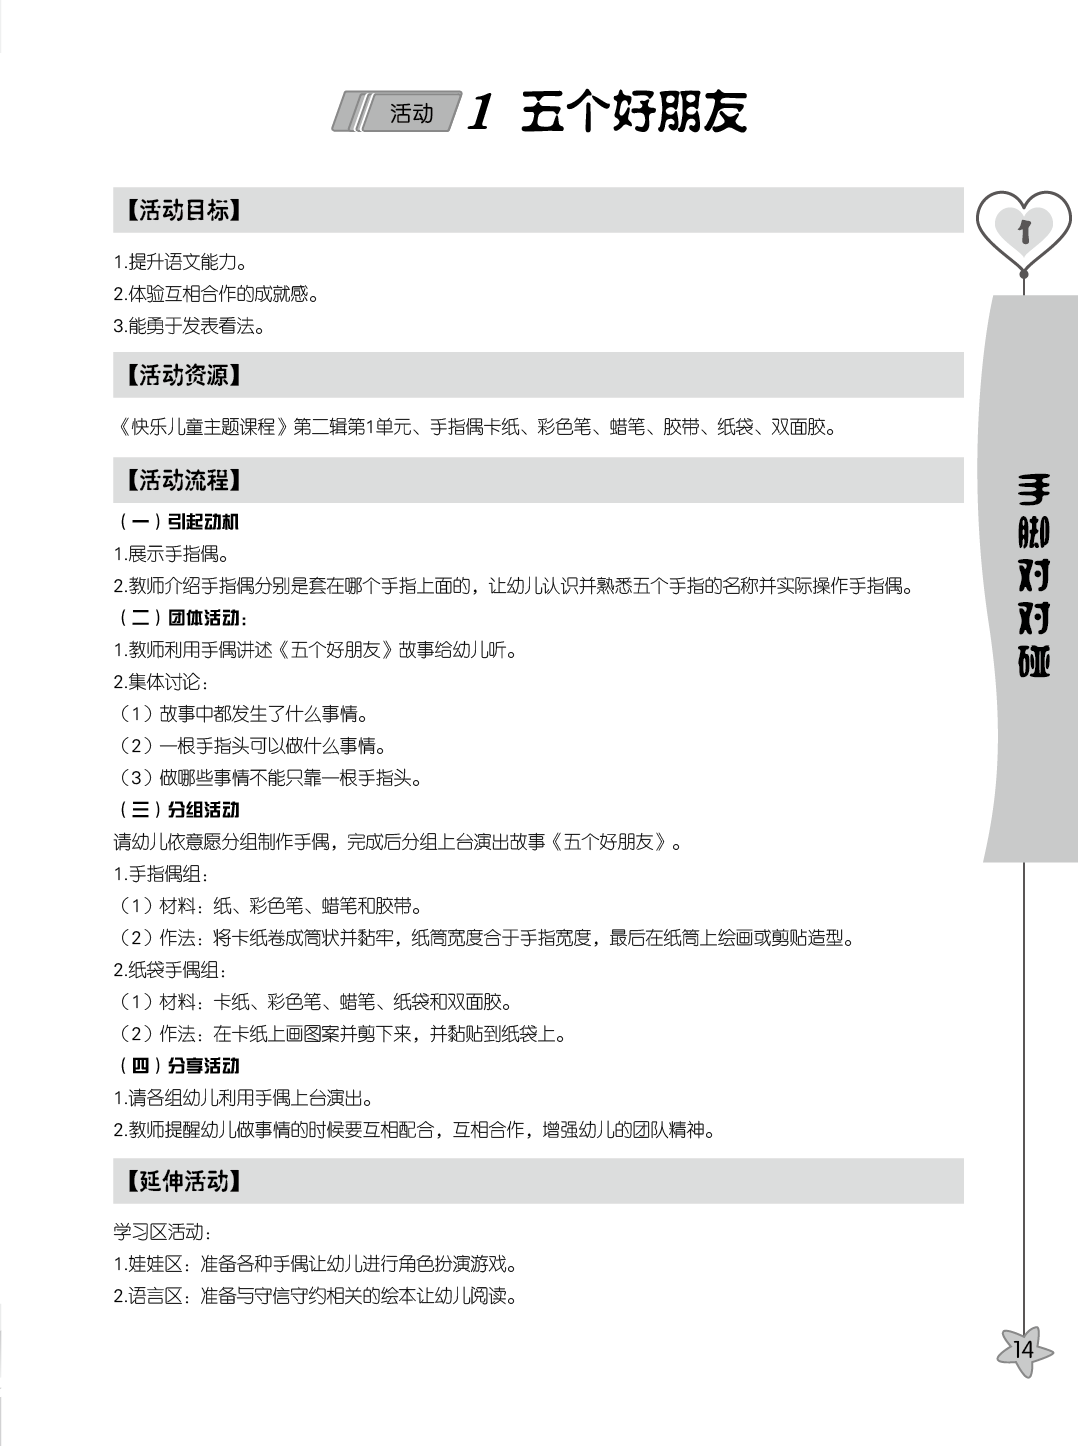 活动 1 五个好朋友
【活动目标】
1.提升语文能力。
2.体验互相合作的成就感。
3.能勇于发表看法。
【活动资源】
《快乐儿童主题课程》第二辑第1单元、手指偶卡纸、彩色笔、蜡笔、胶带、纸袋、双面胶。
【活动流程】
（一）引起动机
1.展示手指偶。
2.教师介绍手指偶分别是套在哪个手指上面的，让幼儿认识并熟悉五个手指的名称并实际操作手指偶。
（二）团体活动：
1.教师利用手偶讲述《五个好朋友》故事给幼儿听。
2.集体讨论：
（1）故事中都发生了什么事情。
（2）一根手指头可以做什么事情。
（3）做哪些事情不能只靠一根手指头。
（三）分组活动
请幼儿依意愿分组制作手偶，完成后分组上台演出故事《五个好朋友》。
1.手指偶组：
（1）材料：纸、彩色笔、蜡笔和胶带。
（2）作法：将卡纸卷成筒状并黏牢，纸筒宽度合于手指宽度，最后在纸筒上绘画或剪贴造型。
2.纸袋手偶组：
（1）材料：卡纸、彩色笔、蜡笔、纸袋和双面胶。
（2）作法：在卡纸上画图案并剪下来，并黏贴到纸袋上。
（四）分享活动
1.请各组幼儿利用手偶上台演出。
2.教师提醒幼儿做事情的时候要互相配合，互相合作，增强幼儿的团队精神。
【延伸活动】
学习区活动：
1.娃娃区：准备各种手偶让幼儿进行角色扮演游戏。
2.语言区：准备与守信守约相关的绘本让幼儿阅读。
1
手脚对对碰
14